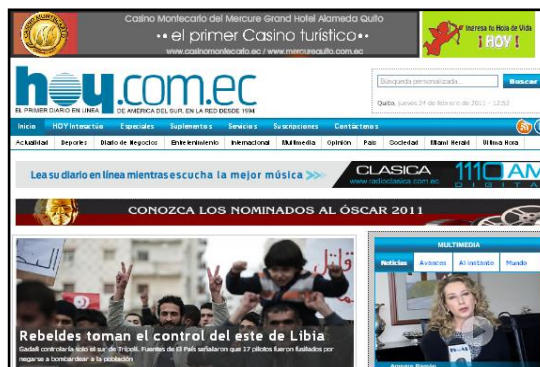 Casino Montecarlo del Mercure Grand Hotel Alameda Quito
•• el primer Casino turístico••
www.casinomontecarlo.ec / www.mercurequito.com.ec
Ingresa tu Hoja de Vida
¡HOY!
hoy.com.ec
EL PRIMER DIARIO EN LINEA DE AMERICA DEL SUR, EN LA RED DESDE 1994
Búsqueda personalizada... Buscar
Quito, jueves 24 de febrero de 2011 - 12:52
Inicio HOY Interactivo Especiales Suplementos Servicios Suscripciones Contáctenos
Actualidad Deportes Diario de Negocios Entretenimiento Internacional Multimedia Opinión País Sociedad Miami Herald Ultima Hora
Lea su diario en línea mientras escucha la mejor música >>>
CLASICA
www.radioclasica.com.ec
1110 AM
DIGITAL
CONOZCA LOS NOMINADOS AL ÓSCAR 2011
Rebeldes toman el control del este de Libia
Gadafi controlaría solo el sur de Trípoli. Fuentes de El País señalaron que 17 pilotos fueron fusilados por
negarse a bombardear a la población
MULTIMEDIA
Noticias Avances Al instante Mundo